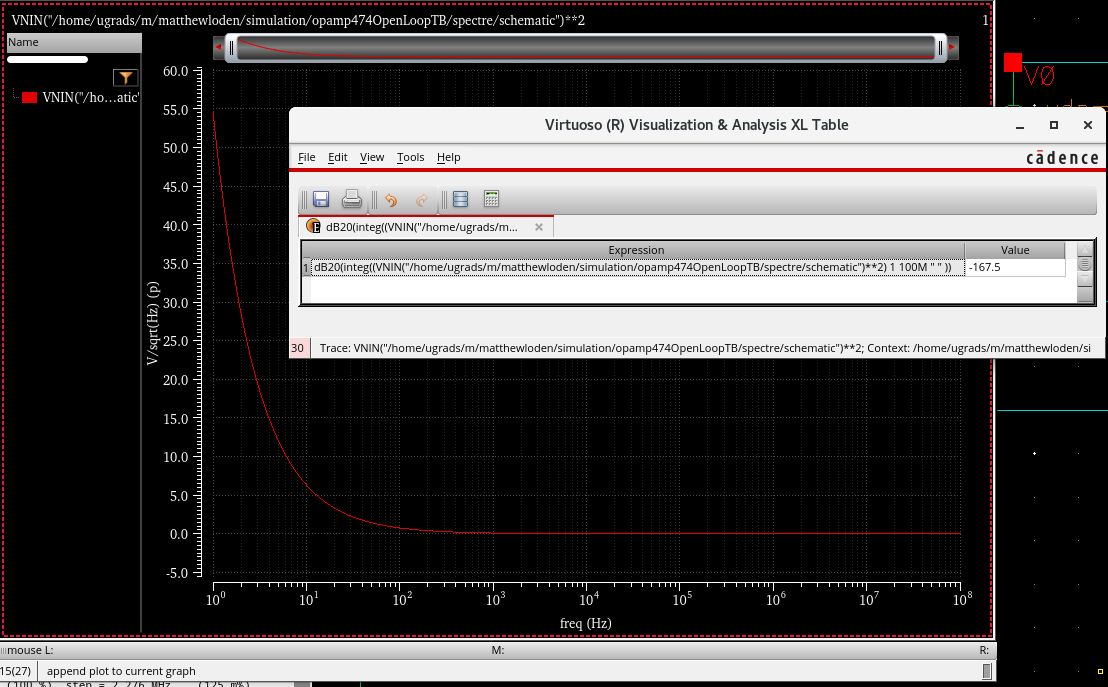 VNIN("/home/ugrads/m/matthewloden/simulation/opamp474OpenLoopTB/spectre/schematic")**2
1
Name
VNIN("/ho...atic'
V0
60.0
55.0
50.0
45.0
40.0
35.0
30.0
25.0
20.0
15.0
10.0
5.0
0.0
-5.0
V/sqrt(Hz) (p)
10^0
10^1
10^2
10^3
10^4
10^5
10^6
10^7
10^8
freq (Hz)
Virtuoso (R) Visualization & Analysis XL Table
File Edit View Tools Help
cādence
dB20(integ((VNIN("/home/ugrads/m...
Expression Value
1 dB20(integ((VNIN("/home/ugrads/m/matthewloden/simulation/opamp474OpenLoopTB/spectre/schematic")**2) 1 100M " " )) -167.5
30 Trace: VNIN("/home/ugrads/m/matthewloden/simulation/opamp474OpenLoopTB/spectre/schematic")**2; Context: /home/ugrads/m/matthewloden/si
mouse L: M: R:
15(27) append plot to current graph
(100 %), step = 2.276 MHz (125 m%)